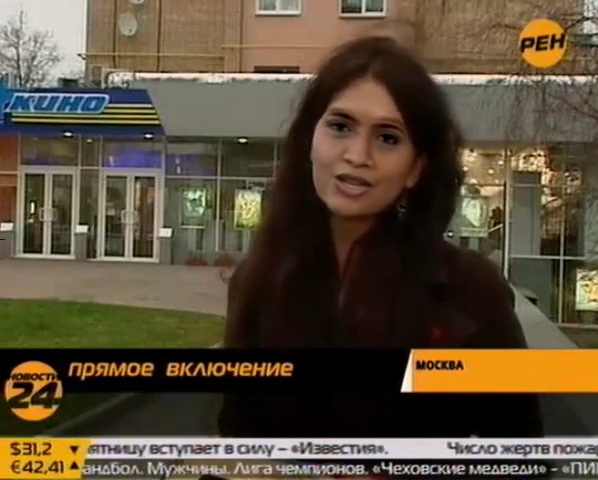 РЕН
КИНО
ПРЯМОЕ ВКЛЮЧЕНИЕ
МОСКВА
НОВОСТИ
24
$31,2 ▼ ятницу вступает в силу – «Известия». Число жертв пожар
€42,41 ▲ андбол. Мужчины. Лига чемпионов. «Чеховские медведи» - «ПИ